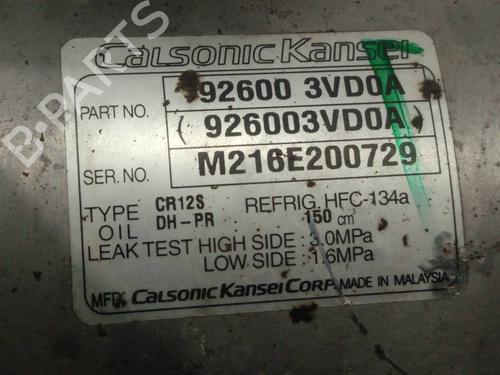 Calsonic Kansei
PART NO. 92600 3VD0A
( 926003VD0A )
SER. NO. M216E200729
TYPE CR12S REFRIG. HFC-134a
OIL DH-PR 150 cm³
LEAK TEST HIGH SIDE : 3.0MPa
LOW SIDE : 1.6MPa
MFD. Calsonic Kansei Corp. MADE IN MALAYSIA
B-PARTS